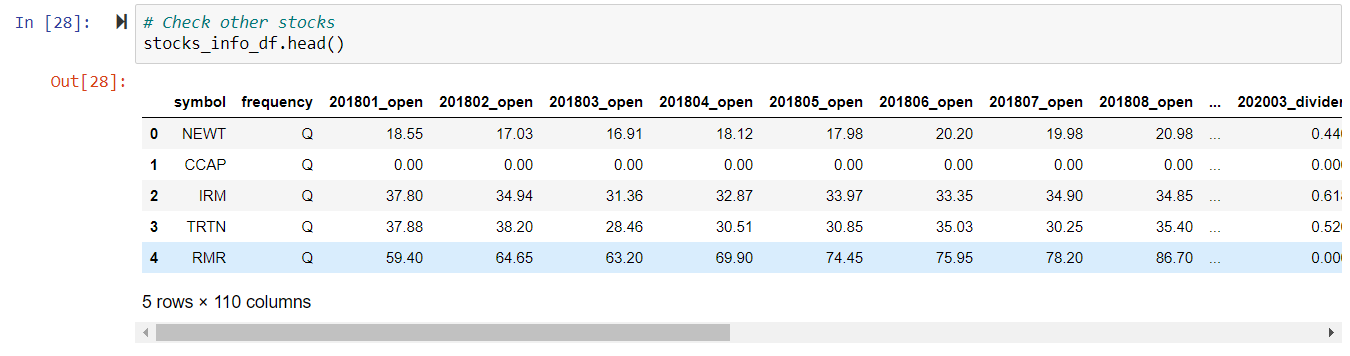 In [28]:
# Check other stocks
stocks_info_df.head()
Out[28]:
symbol frequency 201801_open 201802_open 201803_open 201804_open 201805_open 201806_open 201807_open 201808_open ... 202003_divide
0 NEWT Q 18.55 17.03 16.91 18.12 17.98 20.20 19.98 20.98 ... 0.44
1 CCAP Q 0.00 0.00 0.00 0.00 0.00 0.00 0.00 0.00 ... 0.00
2 IRM Q 37.80 34.94 31.36 32.87 33.97 33.35 34.90 34.85 ... 0.61
3 TRTN Q 37.88 38.20 28.46 30.51 30.85 35.03 30.25 35.40 ... 0.52
4 RMR Q 59.40 64.65 63.20 69.90 74.45 75.95 78.20 86.70 ... 0.00
5 rows × 110 columns